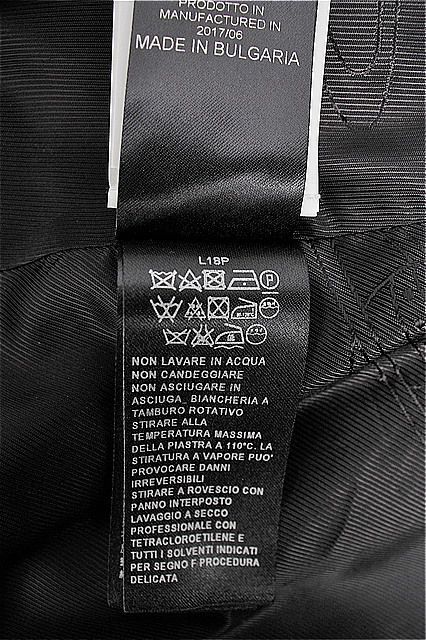 PRODOTTO IN
MANUFACTURED IN
2017/06
MADE IN BULGARIA
L18P
P
NON LAVARE IN ACQUA
NON CANDEGGIARE
NON ASCIUGARE IN
ASCIUGA_ BIANCHERIA A
TAMBURO ROTATIVO
STIRARE ALLA
TEMPERATURA MASSIMA
DELLA PIASTRA A 110°C. LA
STIRATURA A VAPORE PUO'
PROVOCARE DANNI
IRREVERSIBILI
STIRARE A ROVESCIO CON
PANNO INTERPOSTO
LAVAGGIO A SECCO
PROFESSIONALE CON
TETRACLOROETILENE E
TUTTI I SOLVENTI INDICATI
PER SEGNO F PROCEDURA
DELICATA